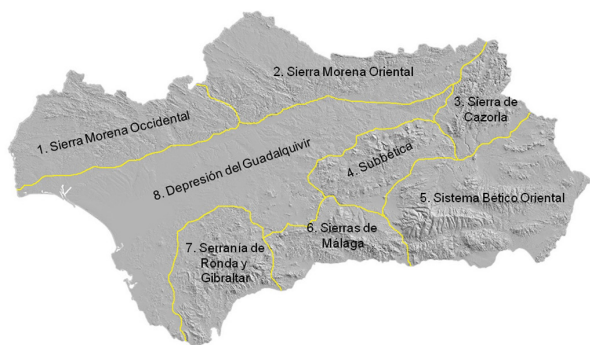 1. Sierra Morena Occidental
2. Sierra Morena Oriental
3. Sierra de
Cazorla
4. Subbética
5. Sistema Bético Oriental
6. Sierras de
Málaga
7. Serranía de
Ronda y
Gibraltar
8. Depresión del Guadalquivir